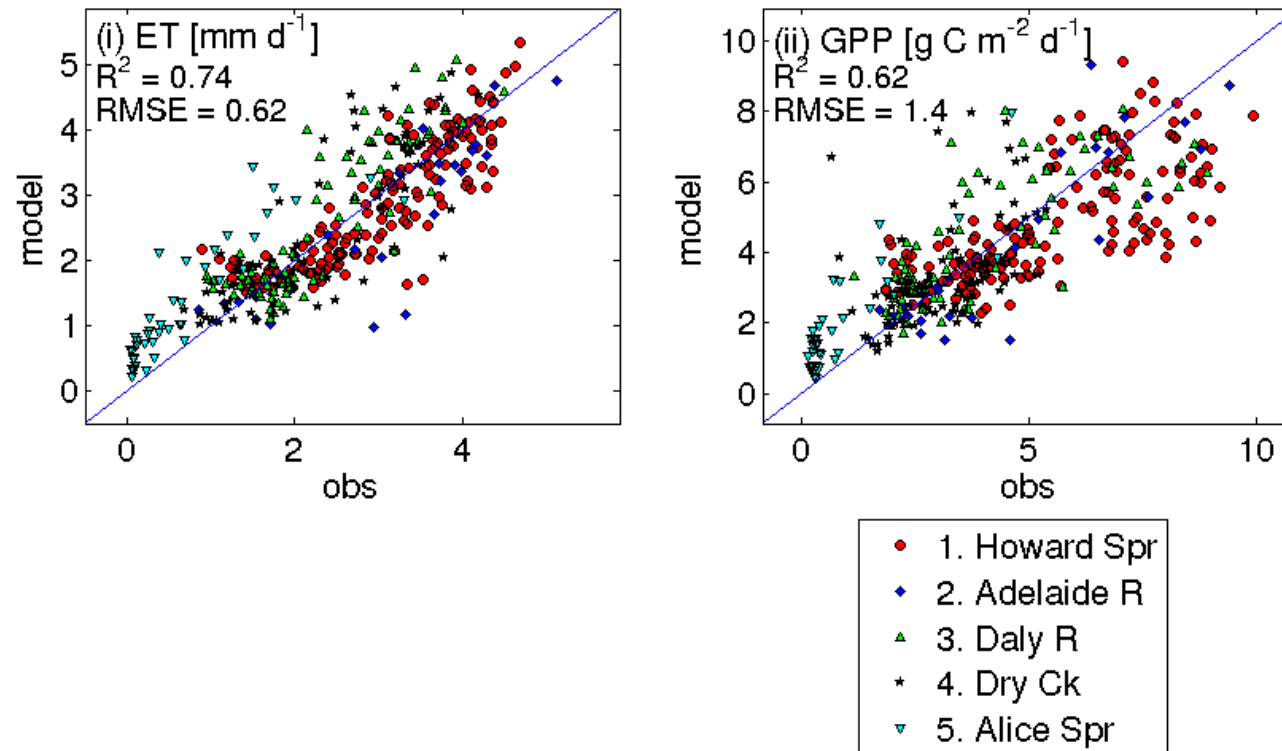 (i) ET [mm d⁻¹]
R² = 0.74
RMSE = 0.62
5
4
3
2
1
0
model
0
2
4
obs
(ii) GPP [g C m⁻² d⁻¹]
R² = 0.62
RMSE = 1.4
10
8
6
4
2
0
model
0
5
10
obs
1. Howard Spr
2. Adelaide R
3. Daly R
4. Dry Ck
5. Alice Spr